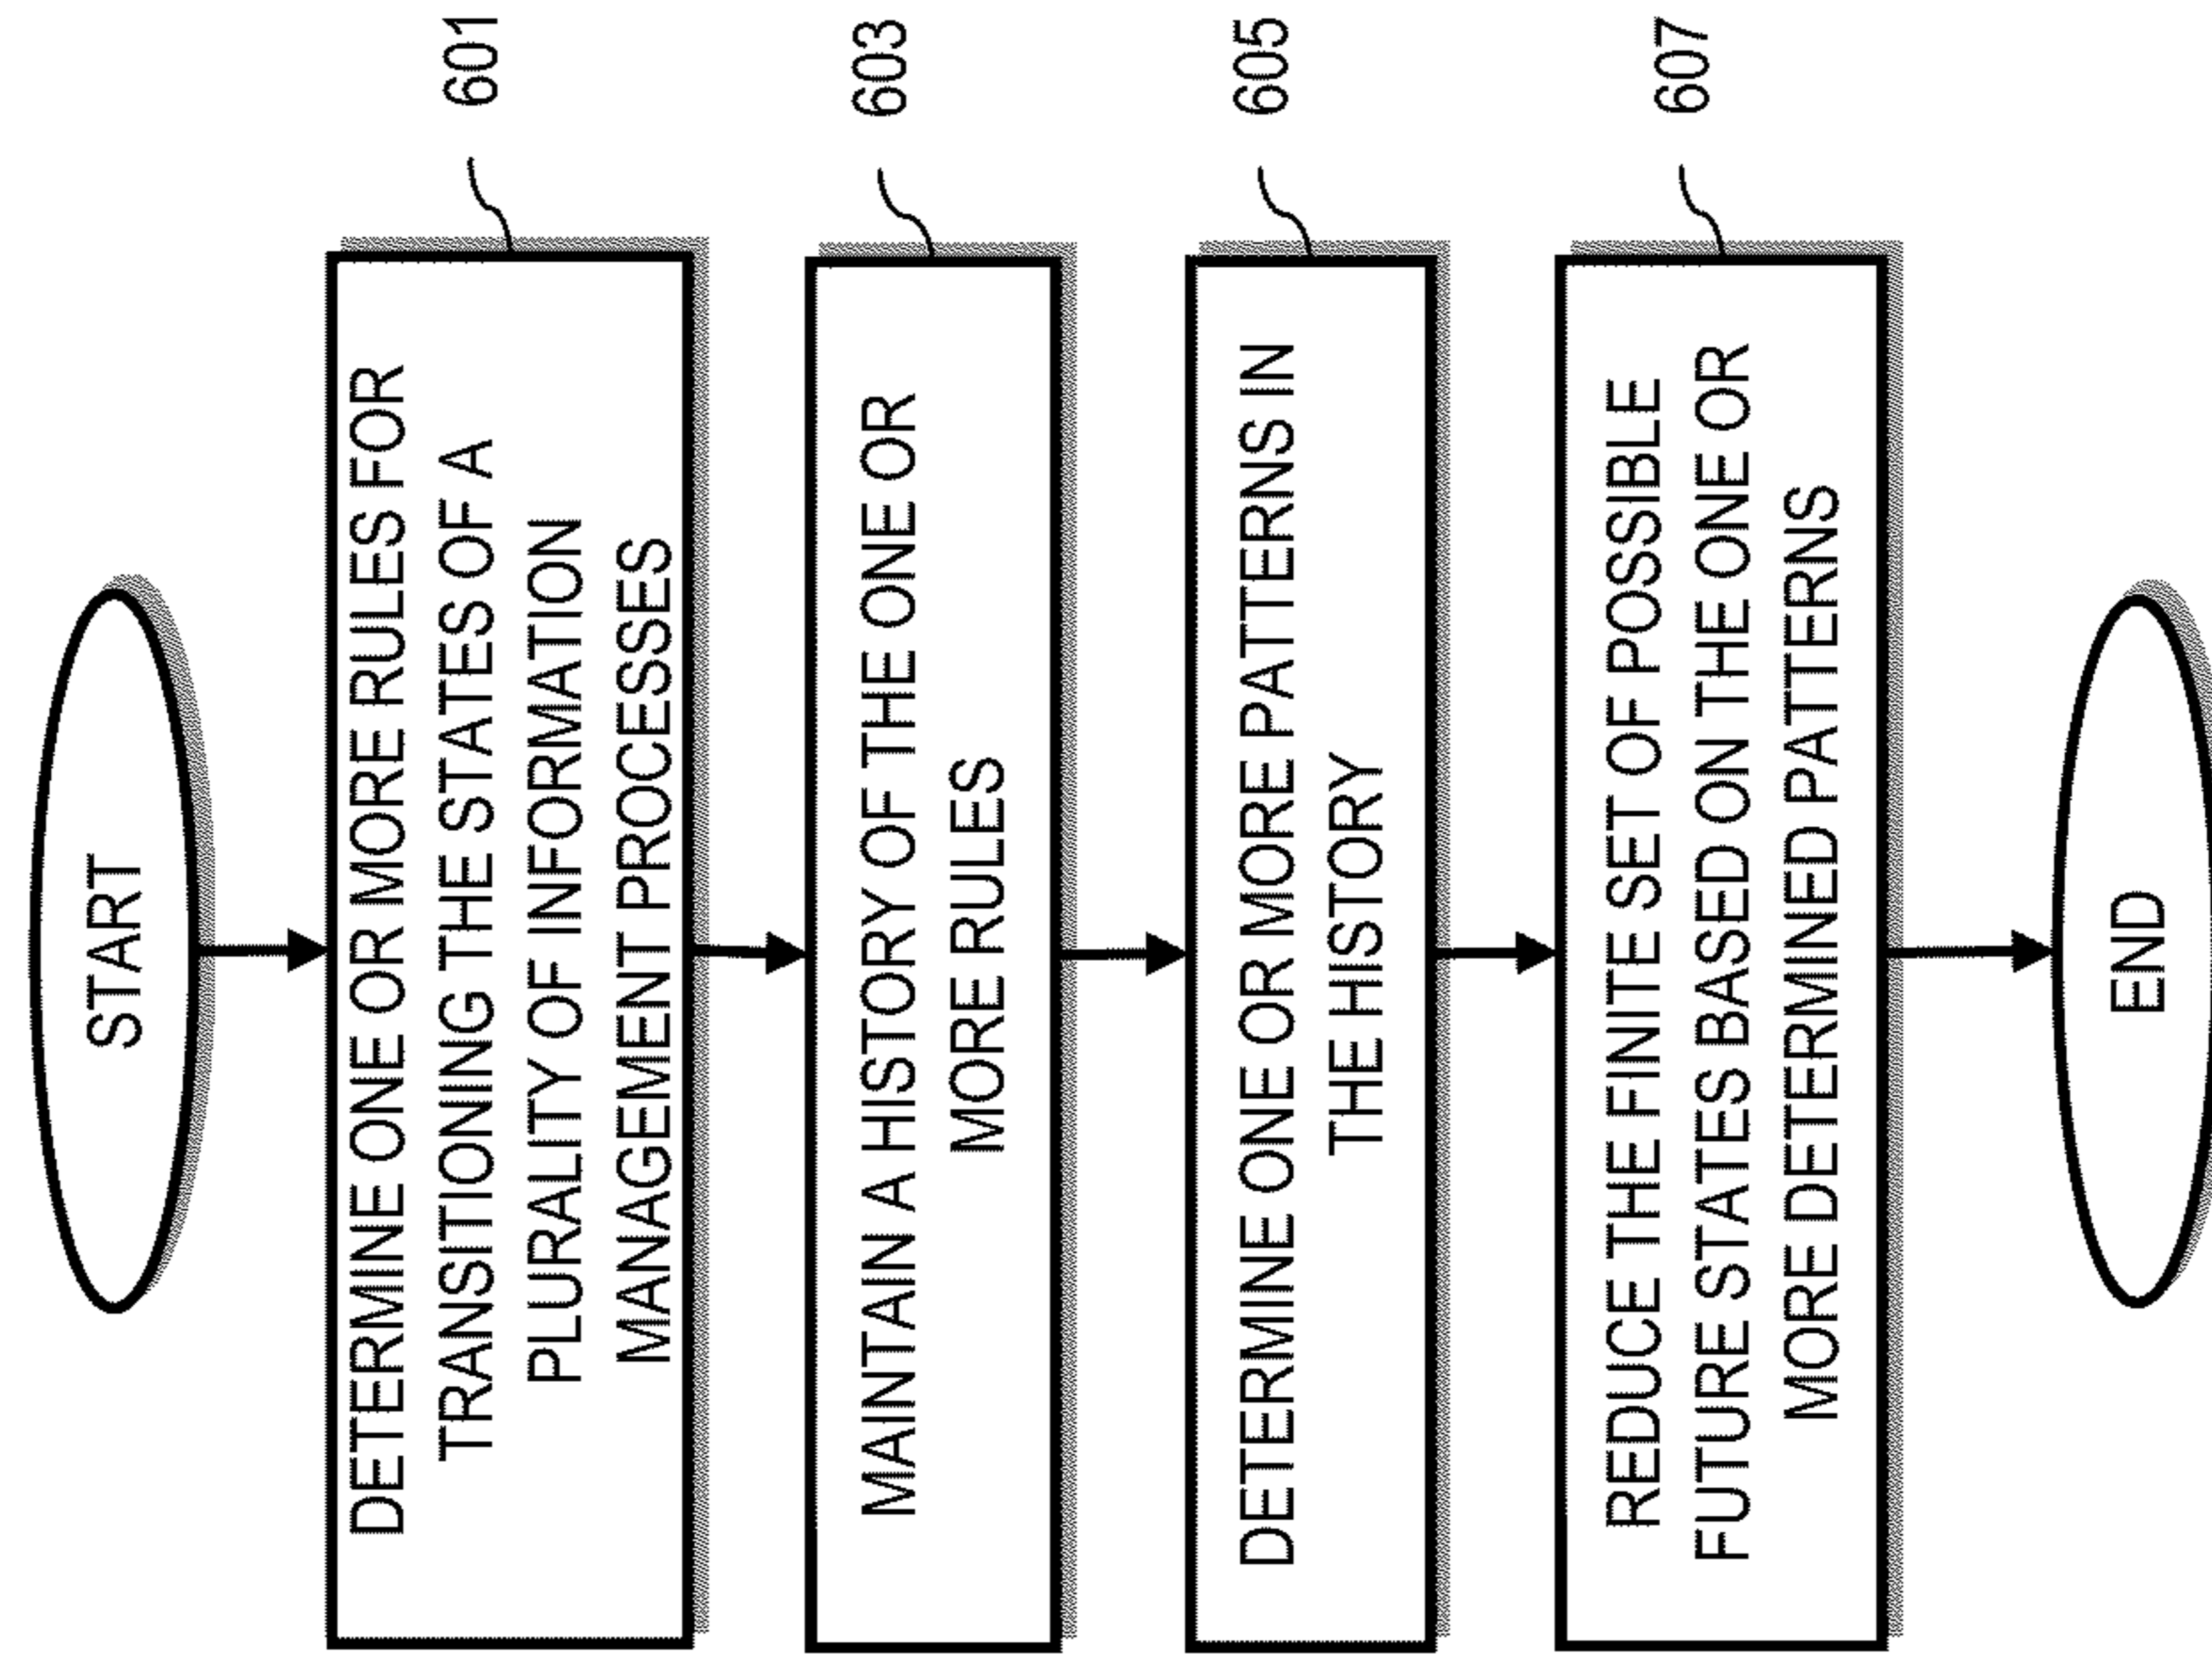 START
DETERMINE ONE OR MORE RULES FOR
TRANSITIONING THE STATES OF A
PLURALITY OF INFORMATION
MANAGEMENT PROCESSES
601
MAINTAIN A HISTORY OF THE ONE OR
MORE RULES
603
DETERMINE ONE OR MORE PATTERNS IN
THE HISTORY
605
REDUCE THE FINITE SET OF POSSIBLE
FUTURE STATES BASED ON THE ONE OR
MORE DETERMINED PATTERNS
607
END